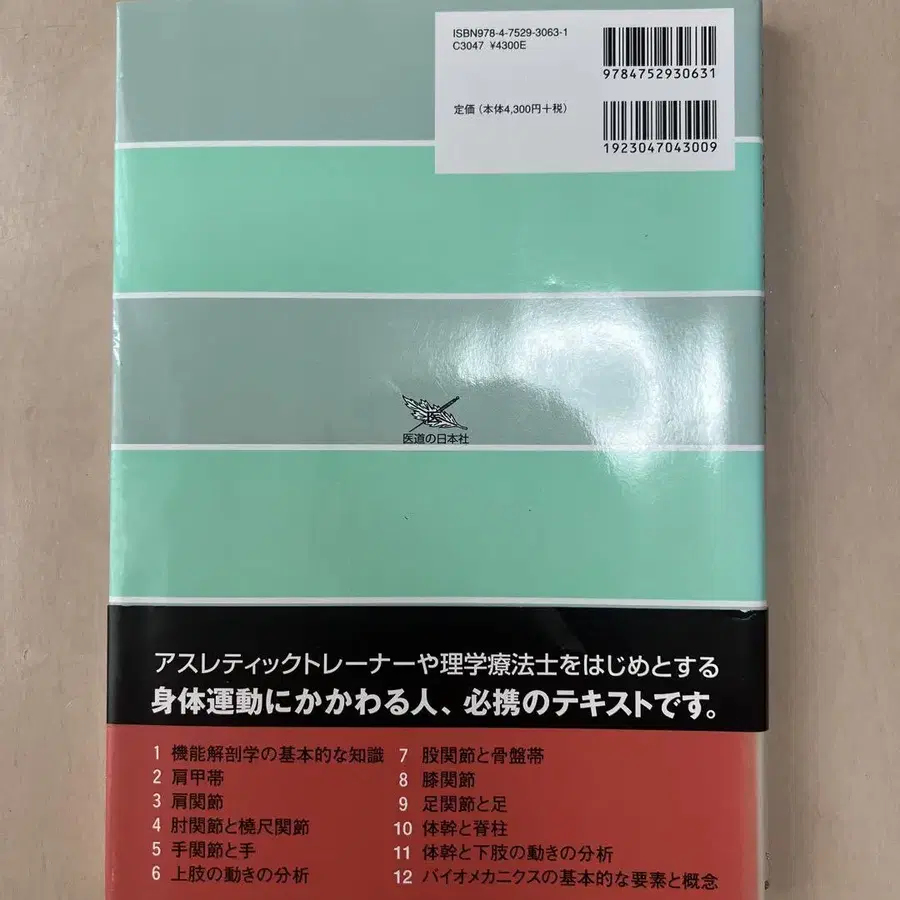 ISBN978-4-7529-3063-1
C3047 ¥4300E
9784752930631
定価(本体4,300円+税)
1923047043009
医
医道の日本社
アスレティックトレーナーや理学療法士をはじめとする
身体運動にかかわる人、必携のテキストです。
1 機能解剖学の基本的な知識
2 肩甲帯
3 肩関節
4 肘関節と橈尺関節
5 手関節と手
6 上肢の動きの分析
7 股関節と骨盤帯
8 膝関節
9 足関節と足
10 体幹と脊柱
11 体幹と下肢の動きの分析
12 バイオメカニクスの基本的な要素と概念